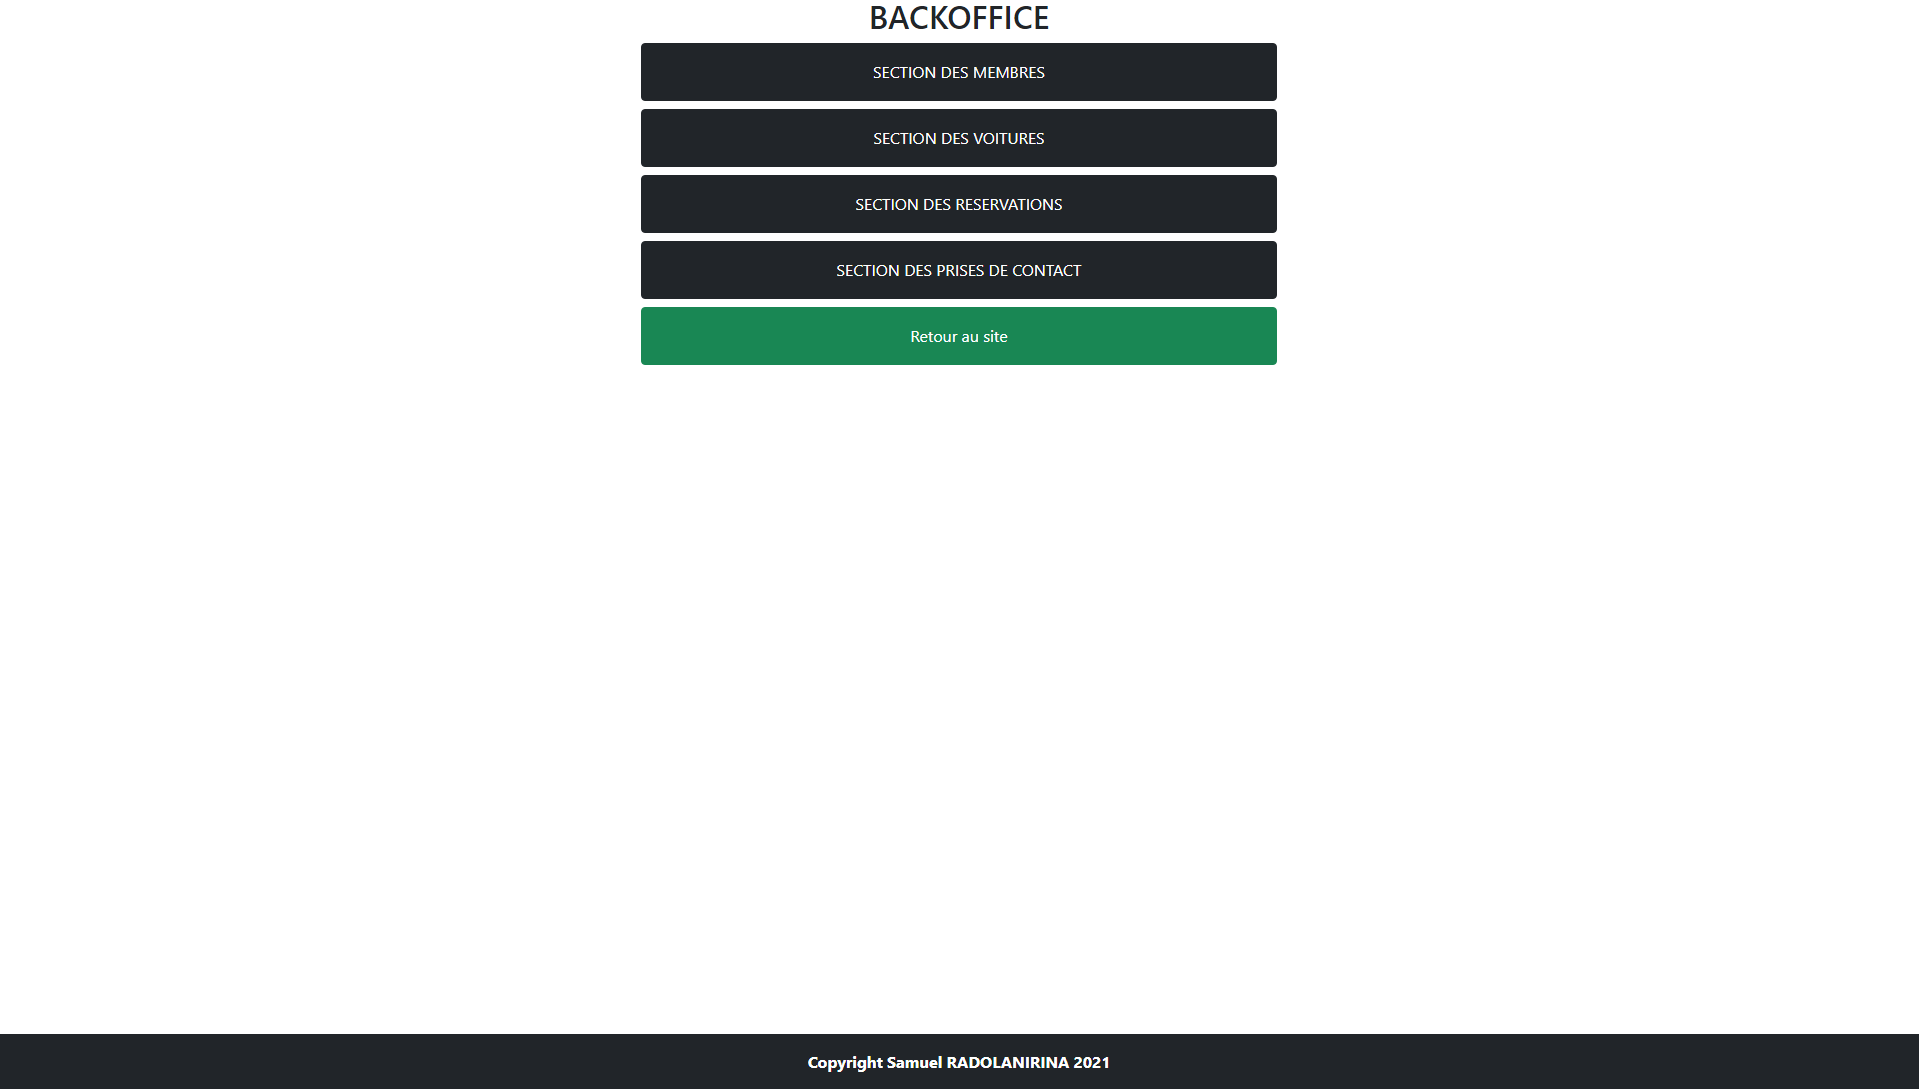 BACKOFFICE
SECTION DES MEMBRES
SECTION DES VOITURES
SECTION DES RESERVATIONS
SECTION DES PRISES DE CONTACT
Retour au site
Copyright Samuel RADOLANIRINA 2021